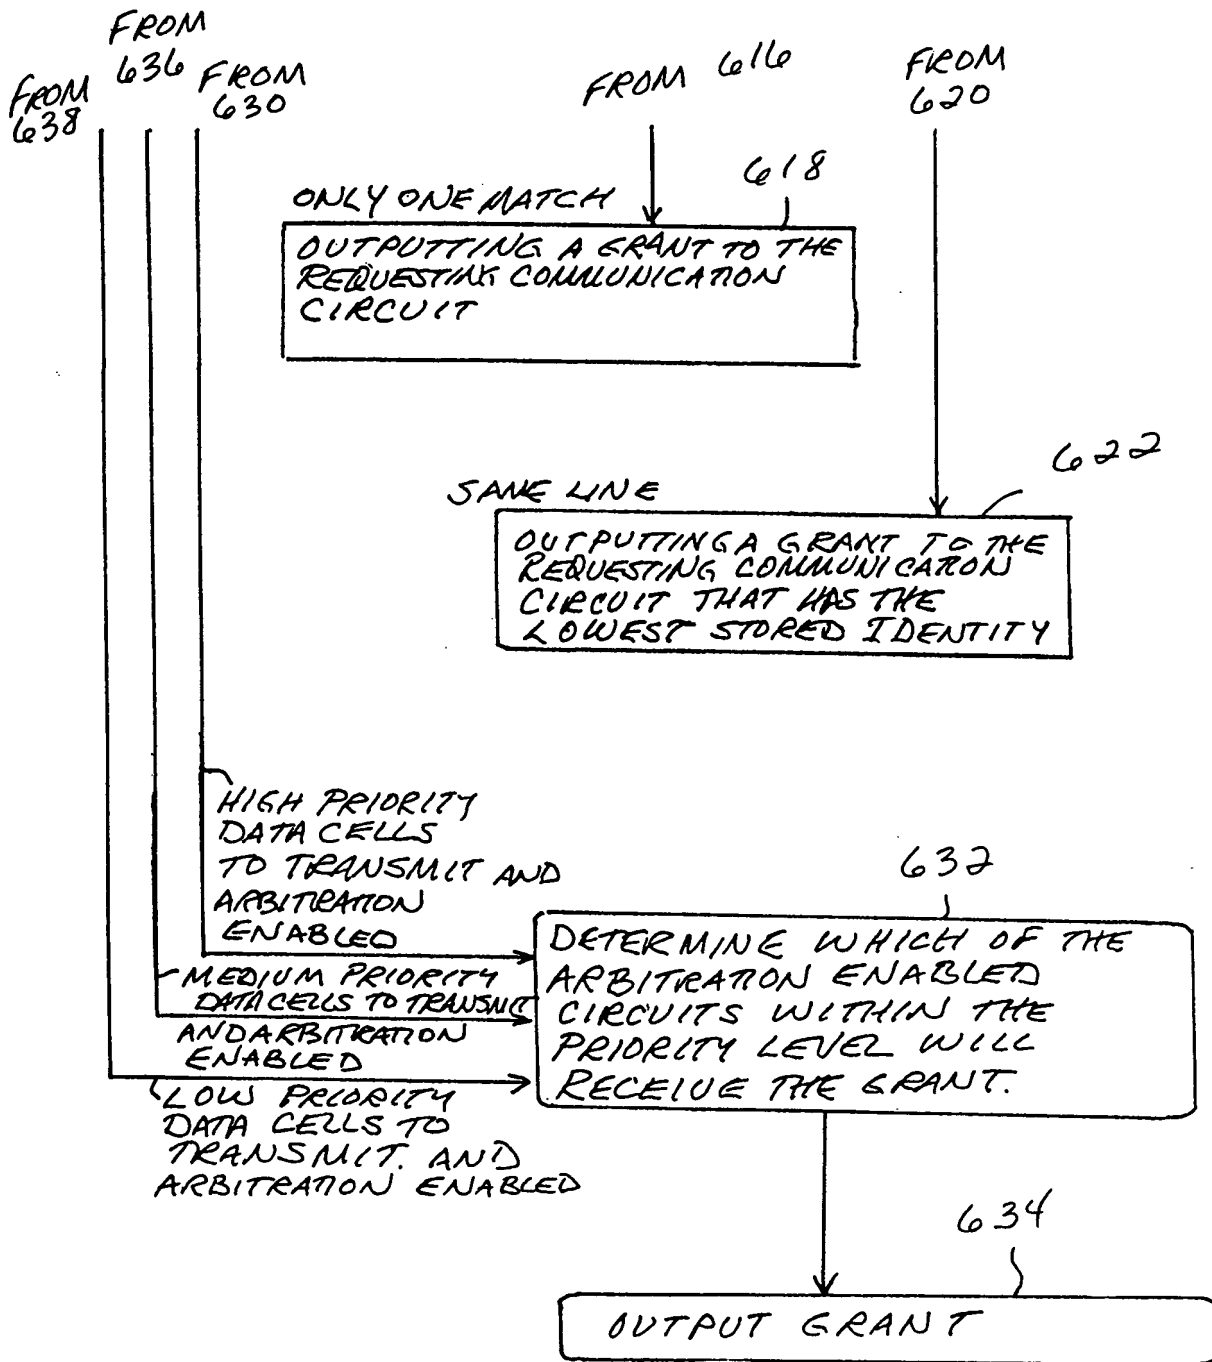 FROM
636
FROM
638
FROM
630
FROM 616
FROM
620
618
ONLY ONE MATCH
OUTPUTTING A GRANT TO THE
REQUESTING COMMUNICATION
CIRCUIT
622
SAME LINE
OUTPUTTING A GRANT TO THE
REQUESTING COMMUNICATION
CIRCUIT THAT HAS THE
LOWEST STORED IDENTITY
HIGH PRIORITY
DATA CELLS
TO TRANSMIT AND
ARBITRATION
ENABLED
MEDIUM PRIORITY
DATA CELLS TO TRANSMIT
AND ARBITRATION
ENABLED
LOW PRIORITY
DATA CELLS TO
TRANSMIT. AND
ARBITRATION ENABLED
632
DETERMINE WHICH OF THE
ARBITRATION ENABLED
CIRCUITS WITHIN THE
PRIORITY LEVEL WILL
RECEIVE THE GRANT.
634
OUTPUT GRANT